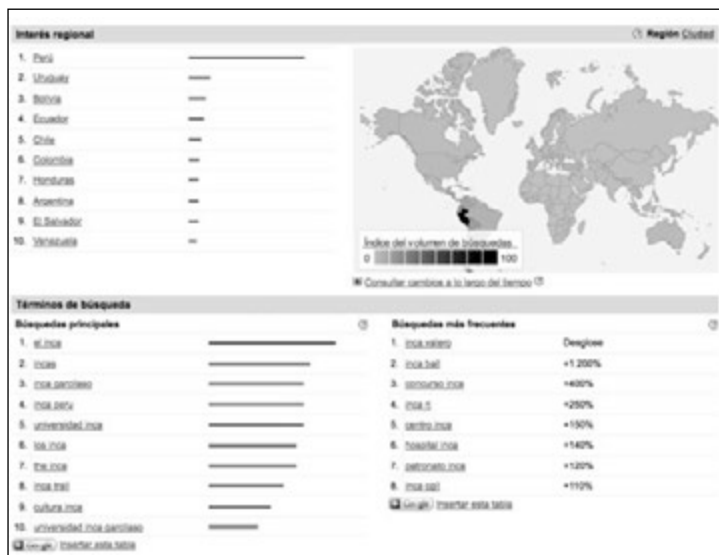 Interés regional
Región Ciudad
1. Perú
2. Uruguay
3. Bolivia
4. Ecuador
5. Chile
6. Colombia
7. Honduras
8. Argentina
9. El Salvador
10. Venezuela
Índice del volumen de búsquedas
0 100
Consultar cambios a lo largo del tiempo
Términos de búsqueda
Búsquedas principales
1. el inca
2. incas
3. inca garcilaso
4. inca peru
5. universidad inca
6. los inca
7. the inca
8. inca trail
9. cultura inca
10. universidad inca garcilaso
Google Insertar esta tabla
Búsquedas más frecuentes
1. inca valero Desglose
2. inca ball +1 200%
3. concurso inca +400%
4. inca +250%
5. centro inca +150%
6. hospital inca +140%
7. patronato inca +120%
8. inca +110%
Google Insertar esta tabla